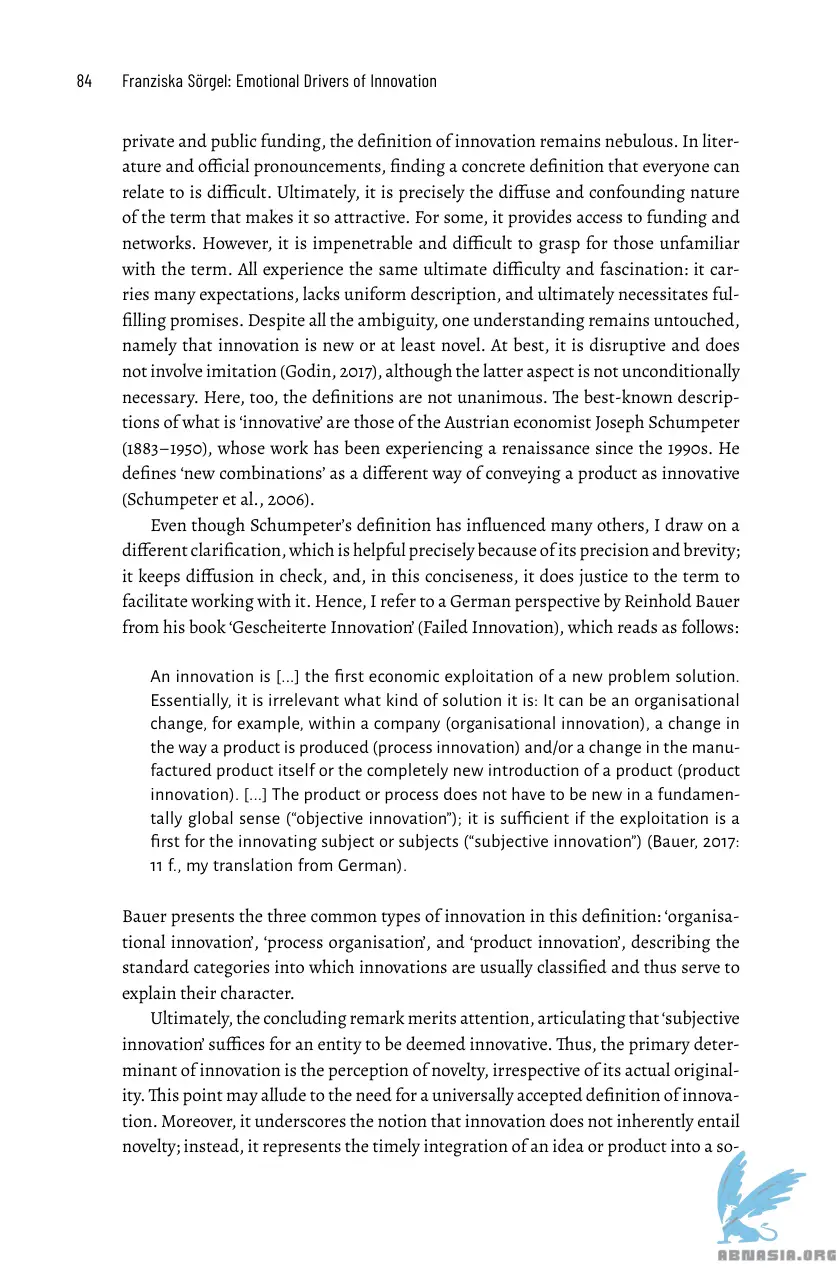 84 Franziska Sörgel: Emotional Drivers of Innovation
private and public funding, the definition of innovation remains nebulous. In liter-
ature and official pronouncements, finding a concrete definition that everyone can
relate to is difficult. Ultimately, it is precisely the diffuse and confounding nature
of the term that makes it so attractive. For some, it provides access to funding and
networks. However, it is impenetrable and difficult to grasp for those unfamiliar
with the term. All experience the same ultimate difficulty and fascination: it car-
ries many expectations, lacks uniform description, and ultimately necessitates ful-
filling promises. Despite all the ambiguity, one understanding remains untouched,
namely that innovation is new or at least novel. At best, it is disruptive and does
not involve imitation (Godin, 2017), although the latter aspect is not unconditionally
necessary. Here, too, the definitions are not unanimous. The best-known descrip-
tions of what is ‘innovative’ are those of the Austrian economist Joseph Schumpeter
(1883–1950), whose work has been experiencing a renaissance since the 1990s. He
defines ‘new combinations’ as a different way of conveying a product as innovative
(Schumpeter et al., 2006).
Even though Schumpeter’s definition has influenced many others, I draw on a
different clarification, which is helpful precisely because of its precision and brevity;
it keeps diffusion in check, and, in this conciseness, it does justice to the term to
facilitate working with it. Hence, I refer to a German perspective by Reinhold Bauer
from his book ‘Gescheiterte Innovation’ (Failed Innovation), which reads as follows:
An innovation is [...] the first economic exploitation of a new problem solution.
Essentially, it is irrelevant what kind of solution it is: It can be an organisational
change, for example, within a company (organisational innovation), a change in
the way a product is produced (process innovation) and/or a change in the manu-
factured product itself or the completely new introduction of a product (product
innovation). [...] The product or process does not have to be new in a fundamen-
tally global sense (“objective innovation”); it is sufficient if the exploitation is a
first for the innovating subject or subjects (“subjective innovation”) (Bauer, 2017:
11 f., my translation from German).
Bauer presents the three common types of innovation in this definition: ‘organisa-
tional innovation’, ‘process organisation’, and ‘product innovation’, describing the
standard categories into which innovations are usually classified and thus serve to
explain their character.
Ultimately, the concluding remark merits attention, articulating that ‘subjective
innovation’ suffices for an entity to be deemed innovative. Thus, the primary deter-
minant of innovation is the perception of novelty, irrespective of its actual original-
ity. This point may allude to the need for a universally accepted definition of innova-
tion. Moreover, it underscores the notion that innovation does not inherently entail
novelty; instead, it represents the timely integration of an idea or product into a so-
ABNASIA.ORG